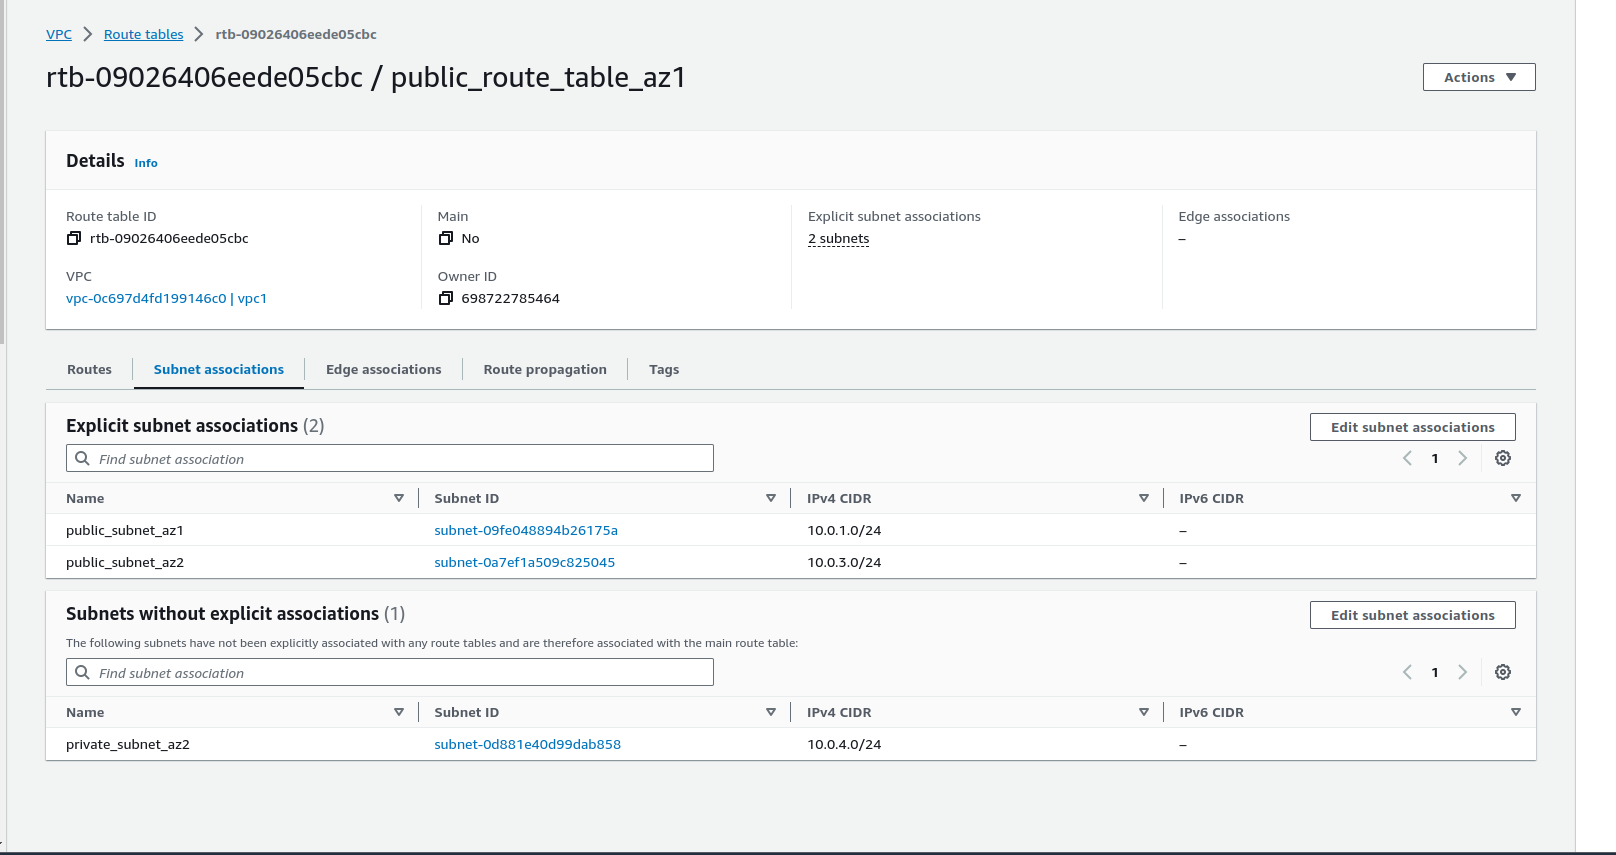 VPC > Route tables > rtb-09026406eede05cbc
rtb-09026406eede05cbc / public_route_table_az1
Actions
Details Info
Route table ID
rtb-09026406eede05cbc
Main
No
Explicit subnet associations
2 subnets
Edge associations
–
VPC
vpc-0c697d4fd199146c0 | vpc1
Owner ID
698722785464
Routes Subnet associations Edge associations Route propagation Tags
Explicit subnet associations (2)
Edit subnet associations
Find subnet association
1
Name Subnet ID IPv4 CIDR IPv6 CIDR
public_subnet_az1 subnet-09fe048894b26175a 10.0.1.0/24 –
public_subnet_az2 subnet-0a7ef1a509c825045 10.0.3.0/24 –
Subnets without explicit associations (1)
Edit subnet associations
The following subnets have not been explicitly associated with any route tables and are therefore associated with the main route table:
Find subnet association
1
Name Subnet ID IPv4 CIDR IPv6 CIDR
private_subnet_az2 subnet-0d881e40d99dab858 10.0.4.0/24 –